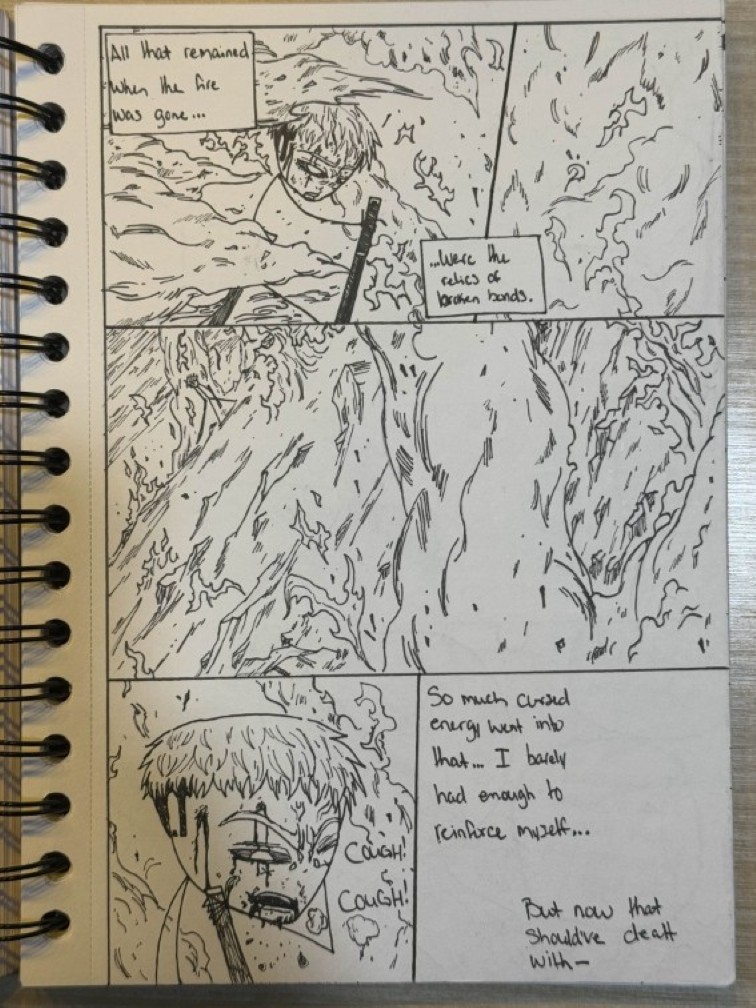 All that remained
When the fire
was gone...
...Were the
relics of
broken bonds.
COUGH!
COUGH!
So much cursed
energy went into
that... I barely
had enough to
reinforce myself...
But now that
should've dealt
with—